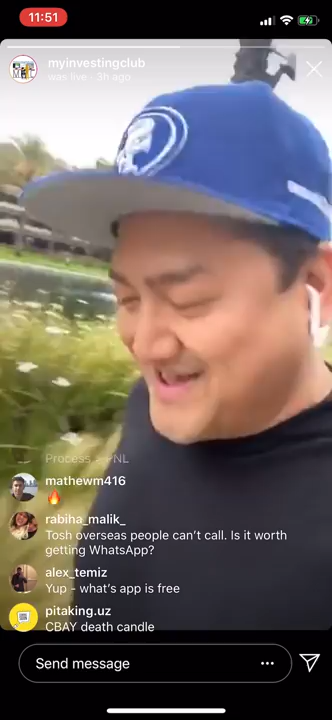 11:51
myinvestingclub
was live · 3h ago
Process > PNL
mathewm416
🔥
rabiha_malik_
Tosh overseas people can't call. Is it worth
getting WhatsApp?
alex_temiz
Yup - what's app is free
pitaking.uz
CBAY death candle
Send message